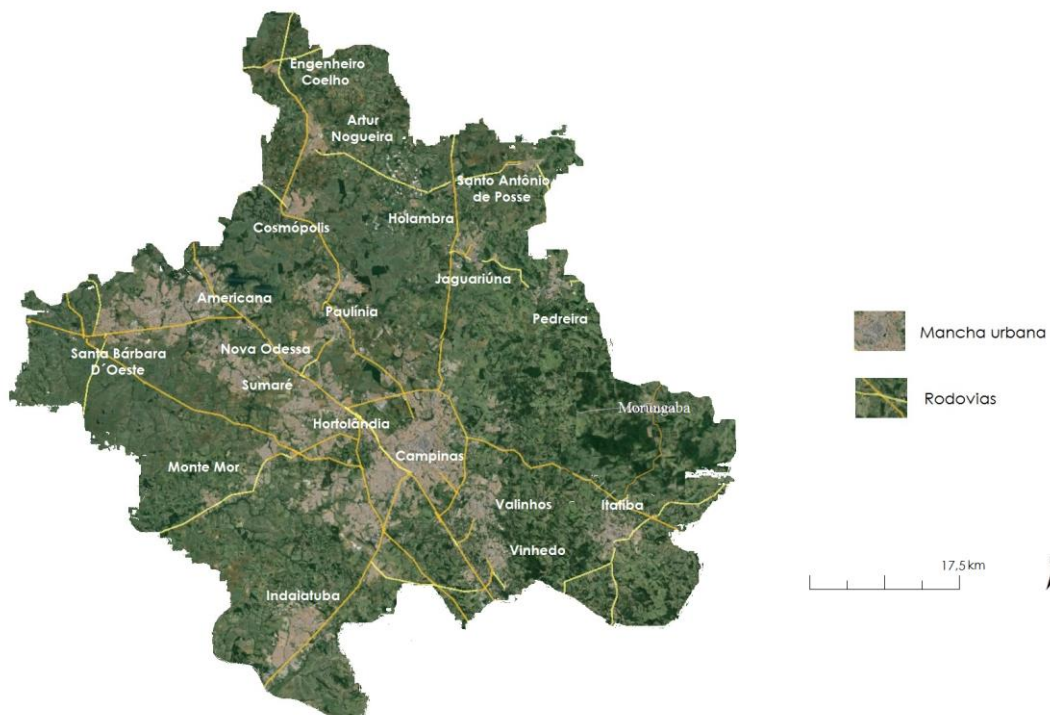 Engenheiro
Coelho
Artur
Nogueira
Santo Antônio
de Posse
Holambra
Cosmópolis
Jaguariúna
Americana
Paulínia
Pedreira
Nova Odessa
Santa Bárbara
D´Oeste
Sumaré
Morungaba
Hortolândia
Campinas
Monte Mor
Valinhos
Itatiba
Vinhedo
Indaiatuba
Mancha urbana
Rodovias
17,5 km